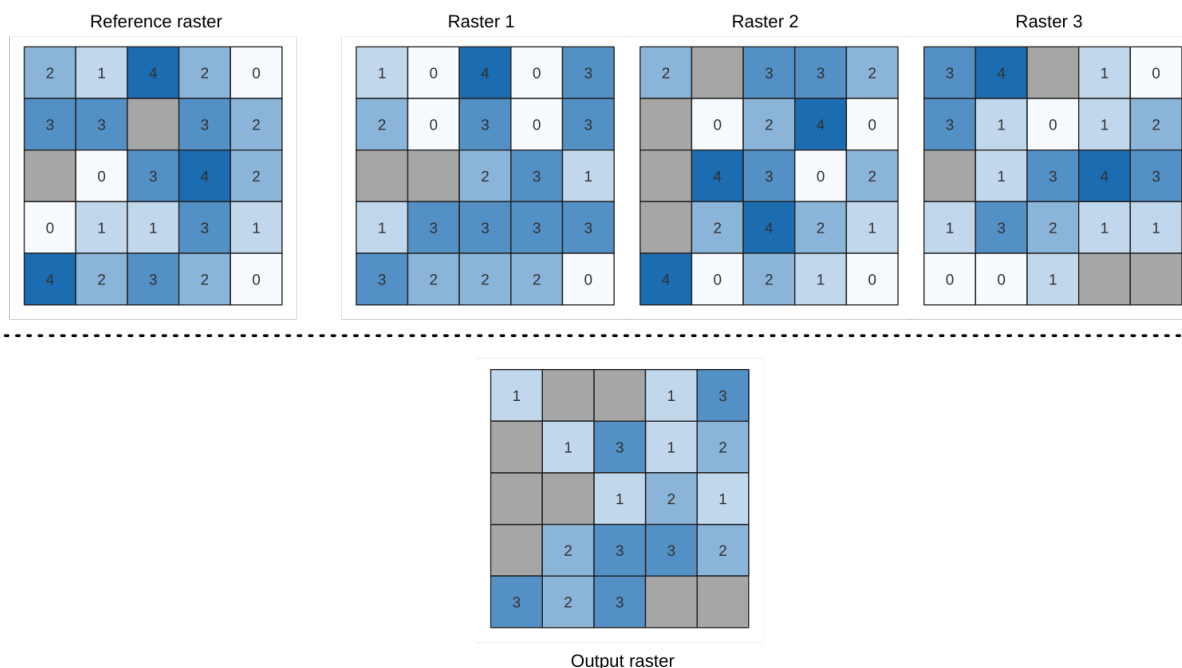 Reference raster Raster 1 Raster 2 Raster 3
2 1 4 2 0 1 0 4 0 3 2 3 3 2 3 4 1 0
3 3 3 2 2 0 3 0 3 0 2 4 0 3 1 0 1 2
0 3 4 2 2 3 1 4 3 0 2 1 3 4 3
0 1 1 3 1 1 3 3 3 3 2 4 2 1 1 3 2 1 1
4 2 3 2 0 3 2 2 2 0 4 0 2 1 0 0 0 1
1 1 3
1 3 1 2
1 2 1
2 3 3 2
3 2 3
Output raster